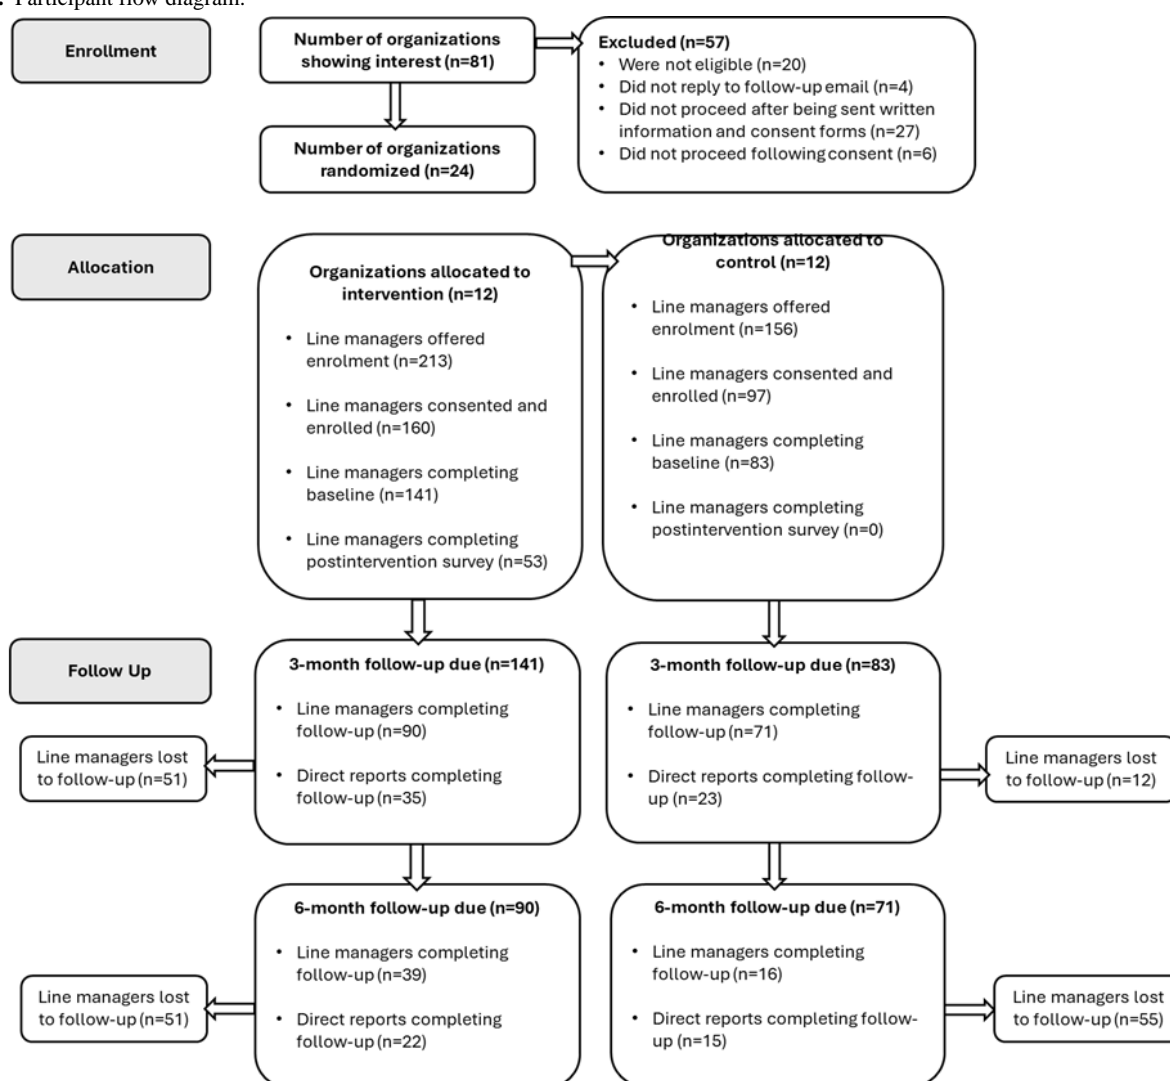 Participant flow diagram.
Enrollment
Number of organizations
showing interest (n=81)
Excluded (n=57)
• Were not eligible (n=20)
• Did not reply to follow-up email (n=4)
• Did not proceed after being sent written
information and consent forms (n=27)
• Did not proceed following consent (n=6)
Number of organizations
randomized (n=24)
Allocation
Organizations allocated to
intervention (n=12)
• Line managers offered
enrolment (n=213)
• Line managers consented and
enrolled (n=160)
• Line managers completing
baseline (n=141)
• Line managers completing
postintervention survey (n=53)
Organizations allocated to
control (n=12)
• Line managers offered
enrolment (n=156)
• Line managers consented and
enrolled (n=97)
• Line managers completing
baseline (n=83)
• Line managers completing
postintervention survey (n=0)
Follow Up
3-month follow-up due (n=141)
• Line managers completing
follow-up (n=90)
• Direct reports completing
follow-up (n=35)
Line managers lost
to follow-up (n=51)
3-month follow-up due (n=83)
• Line managers completing
follow-up (n=71)
• Direct reports completing follow-
up (n=23)
Line managers lost
to follow-up (n=12)
6-month follow-up due (n=90)
• Line managers completing
follow-up (n=39)
• Direct reports completing
follow-up (n=22)
Line managers lost
to follow-up (n=51)
6-month follow-up due (n=71)
• Line managers completing
follow-up (n=16)
• Direct reports completing follow-
up (n=15)
Line managers lost
to follow-up (n=55)